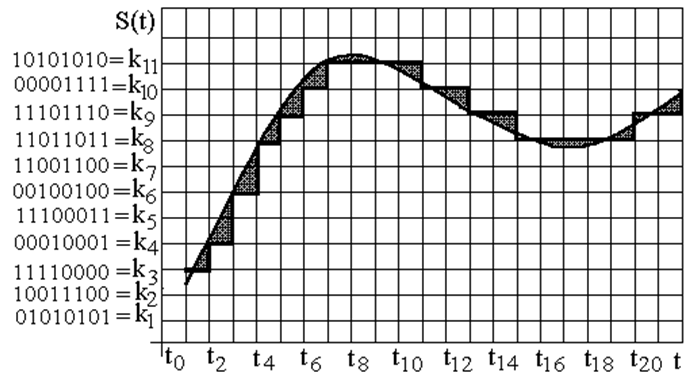 S(t)
10101010=k11
00001111=k10
11101110=k9
11011011=k8
11001100=k7
00100100=k6
11100011=k5
00010001=k4
11110000=k3
10011100=k2
01010101=k1
t0 t2 t4 t6 t8 t10 t12 t14 t16 t18 t20 t